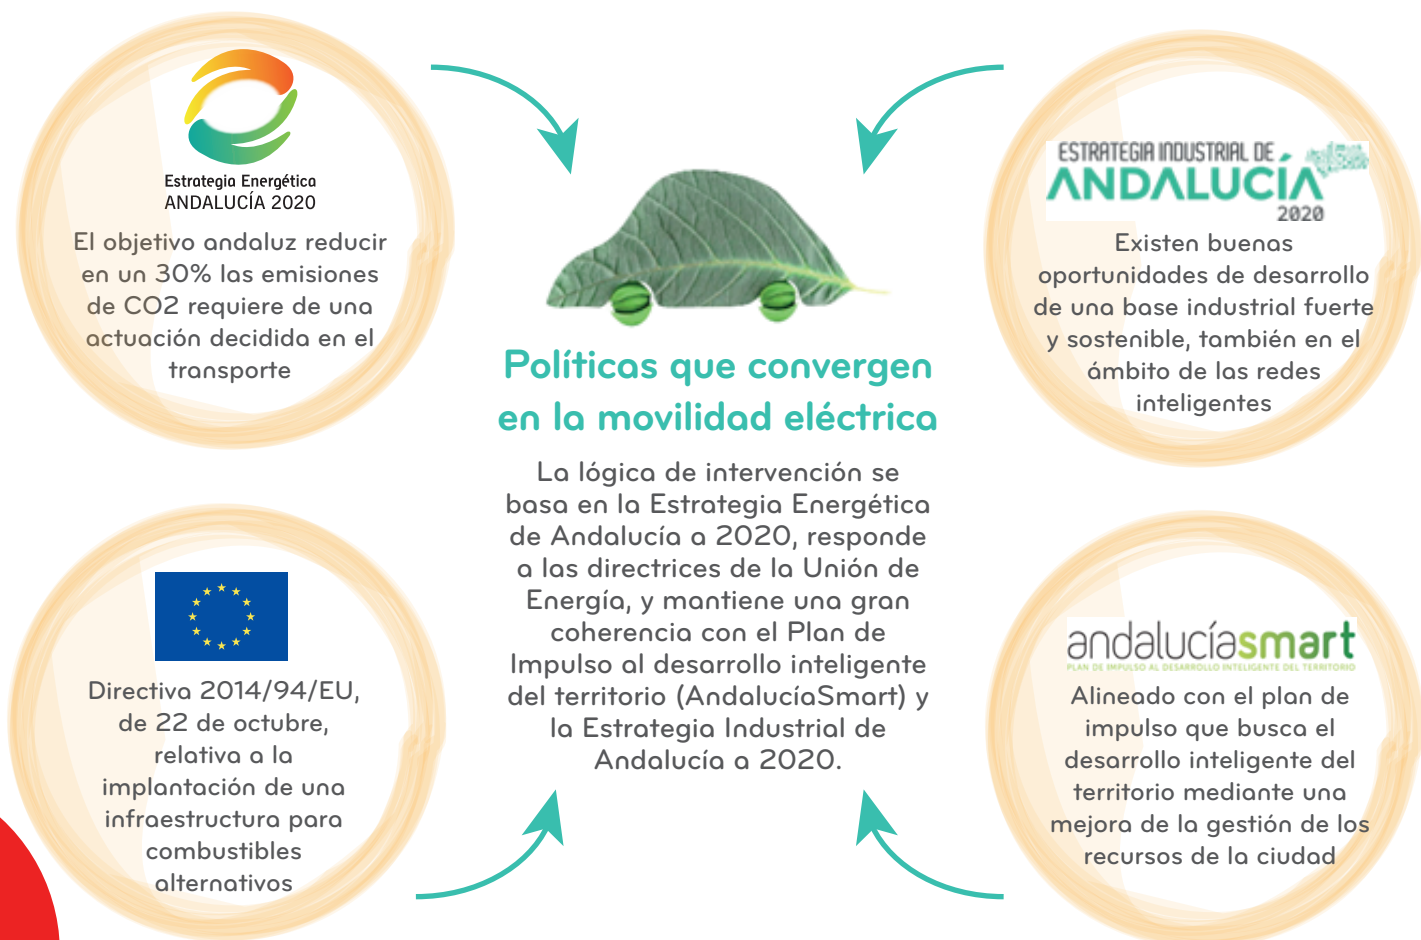 Estrategia Energética
ANDALUCÍA 2020
El objetivo andaluz reducir
en un 30% las emisiones
de CO2 requiere de una
actuación decidida en el
transporte
ESTRATEGIA INDUSTRIAL DE
ANDALUCÍA
2020
Existen buenas
oportunidades de desarrollo
de una base industrial fuerte
y sostenible, también en el
ámbito de las redes
inteligentes
Políticas que convergen
en la movilidad eléctrica
La lógica de intervención se
basa en la Estrategia Energética
de Andalucía a 2020, responde
a las directrices de la Unión de
Energía, y mantiene una gran
coherencia con el Plan de
Impulso al desarrollo inteligente
del territorio (AndalucíaSmart) y
la Estrategia Industrial de
Andalucía a 2020.
Directiva 2014/94/EU,
de 22 de octubre,
relativa a la
implantación de una
infraestructura para
combustibles
alternativos
andalucíasmart
PLAN DE IMPULSO AL DESARROLLO INTELIGENTE DEL TERRITORIO
Alineado con el plan de
impulso que busca el
desarrollo inteligente del
territorio mediante una
mejora de la gestión de los
recursos de la ciudad